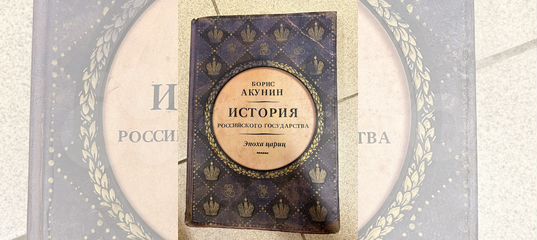 БОРИС
АКУНИН
ИСТОРИЯ
РОССИЙСКОГО ГОСУДАРСТВА
Эпоха цариц